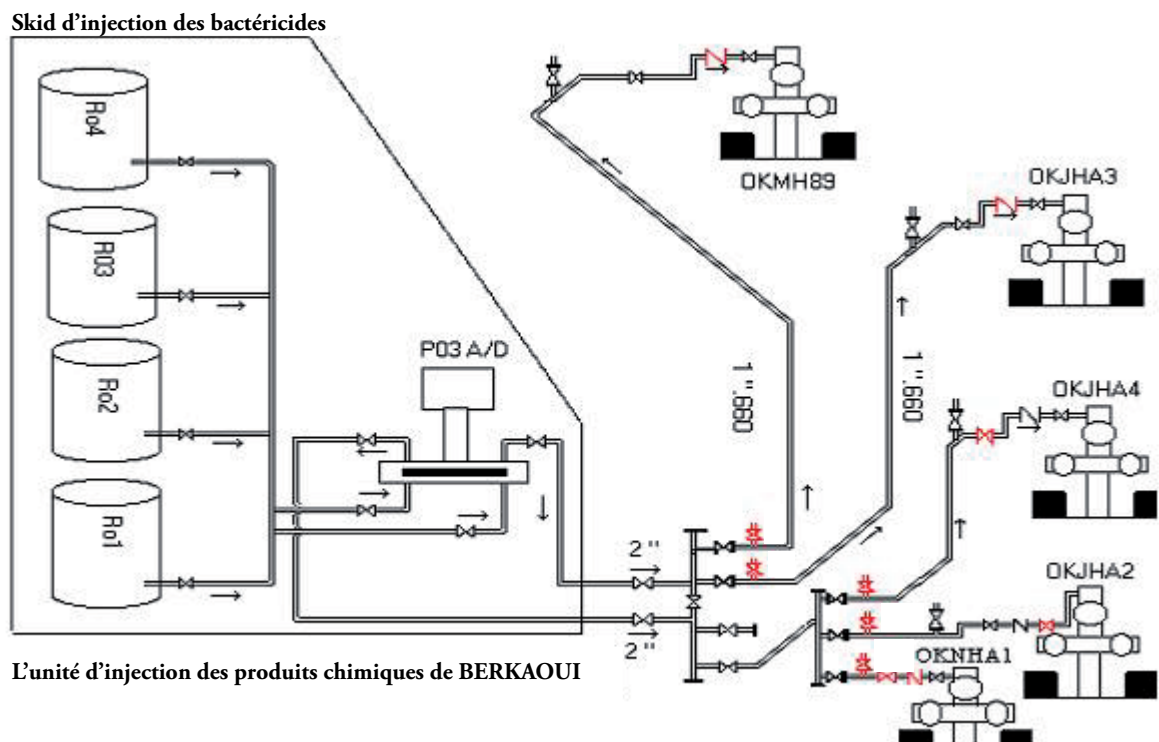 Skid d’injection des bactéricides
Ro4
R03
Ro2
Ro1
P03 A/D
OKMH89
OKJHA3
1".660
1".660
OKJHA4
2"
2"
OKJHA2
OKNHA1
L’unité d’injection des produits chimiques de BERKAOUI